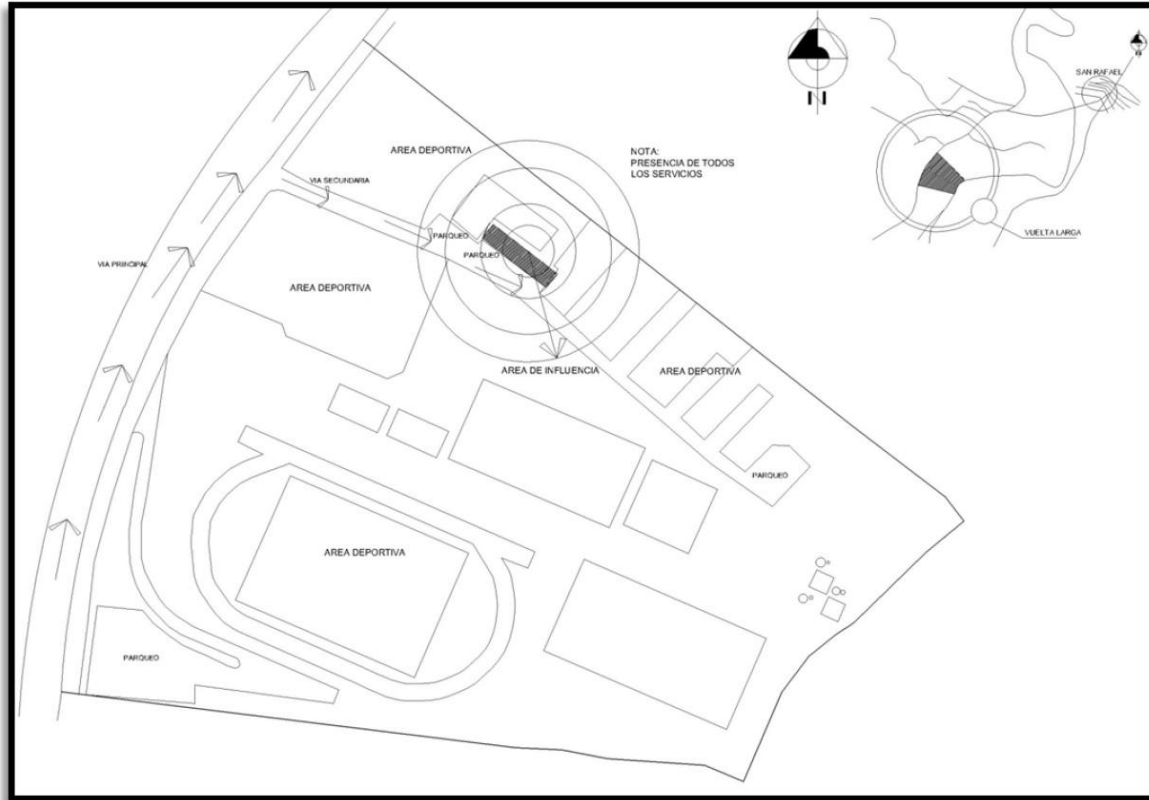 N
N
SAN RAFAEL
VUELTA LARGA
NOTA:
PRESENCIA DE TODOS
LOS SERVICIOS
AREA DEPORTIVA
VIA SECUNDARIA
PARQUEO
PARQUEO
VIA PRINCIPAL
AREA DEPORTIVA
AREA DE INFLUENCIA
AREA DEPORTIVA
PARQUEO
AREA DEPORTIVA
PARQUEO